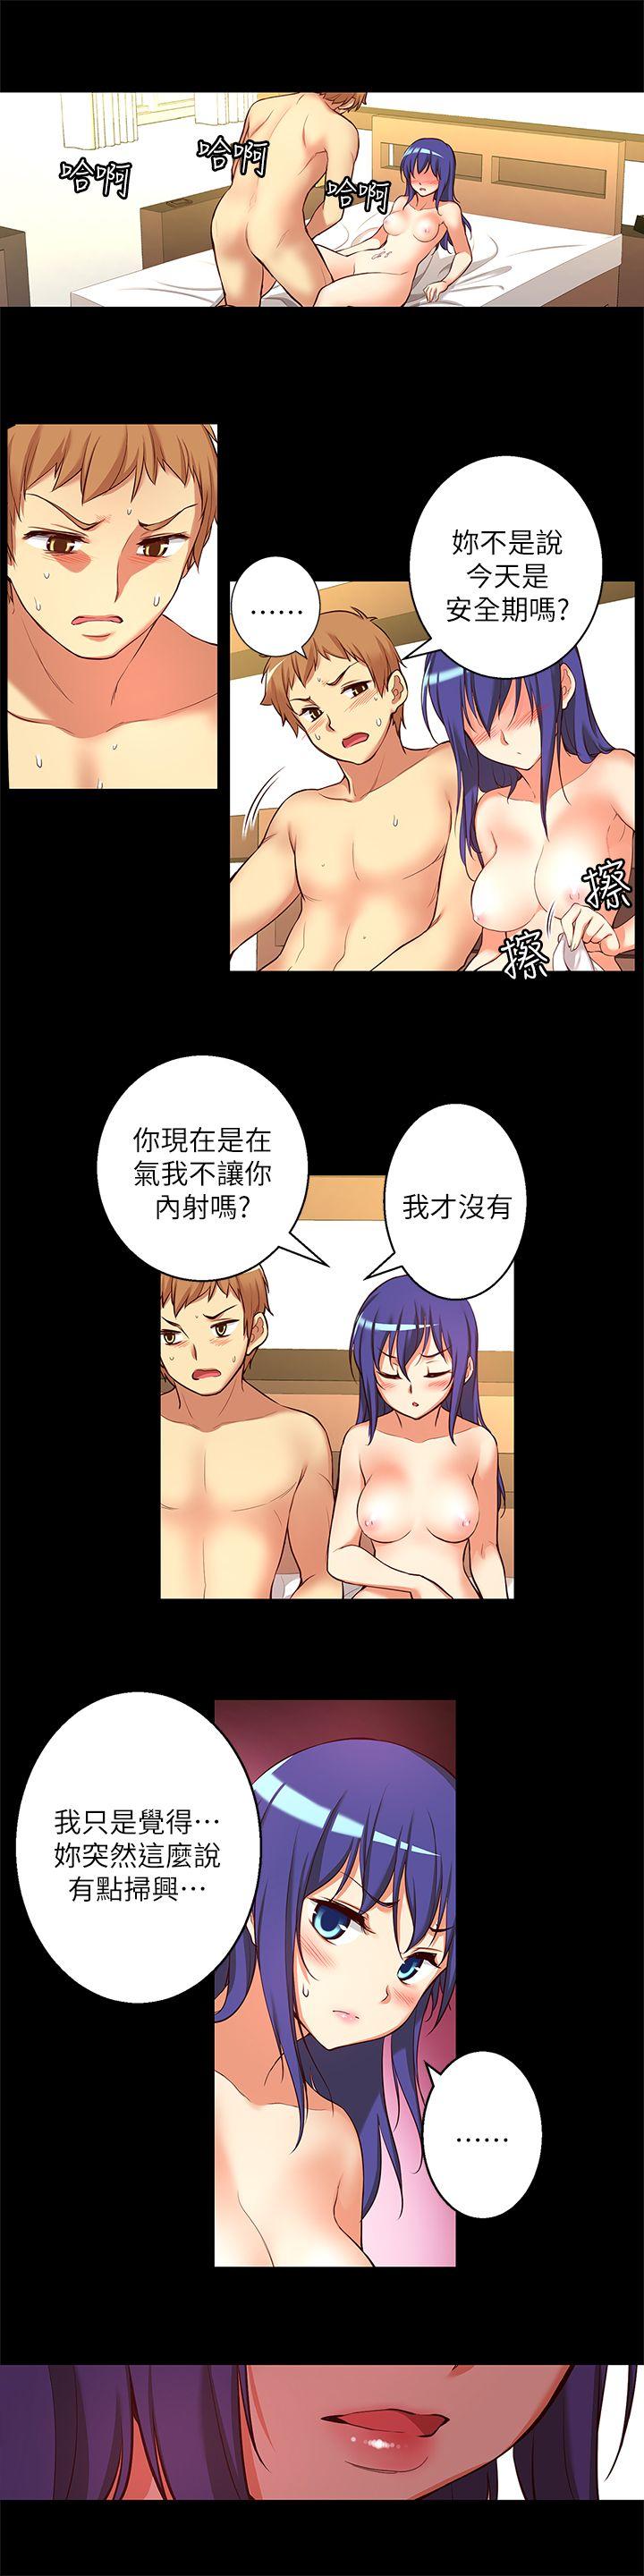 哈啊
哈啊
哈啊
妳不是說
今天是
安全期嗎?
……
擦
擦
你現在是在
氣我不讓你
內射嗎?
我才沒有
我只是覺得…
妳突然這麼說
有點掃興…
……